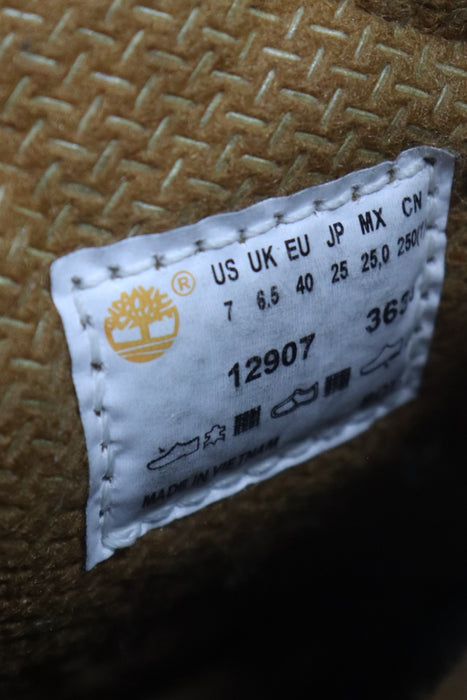 ®
US UK EU JP MX CN
7 6.5 40 25 25,0
12907
MADE IN VIETNAM